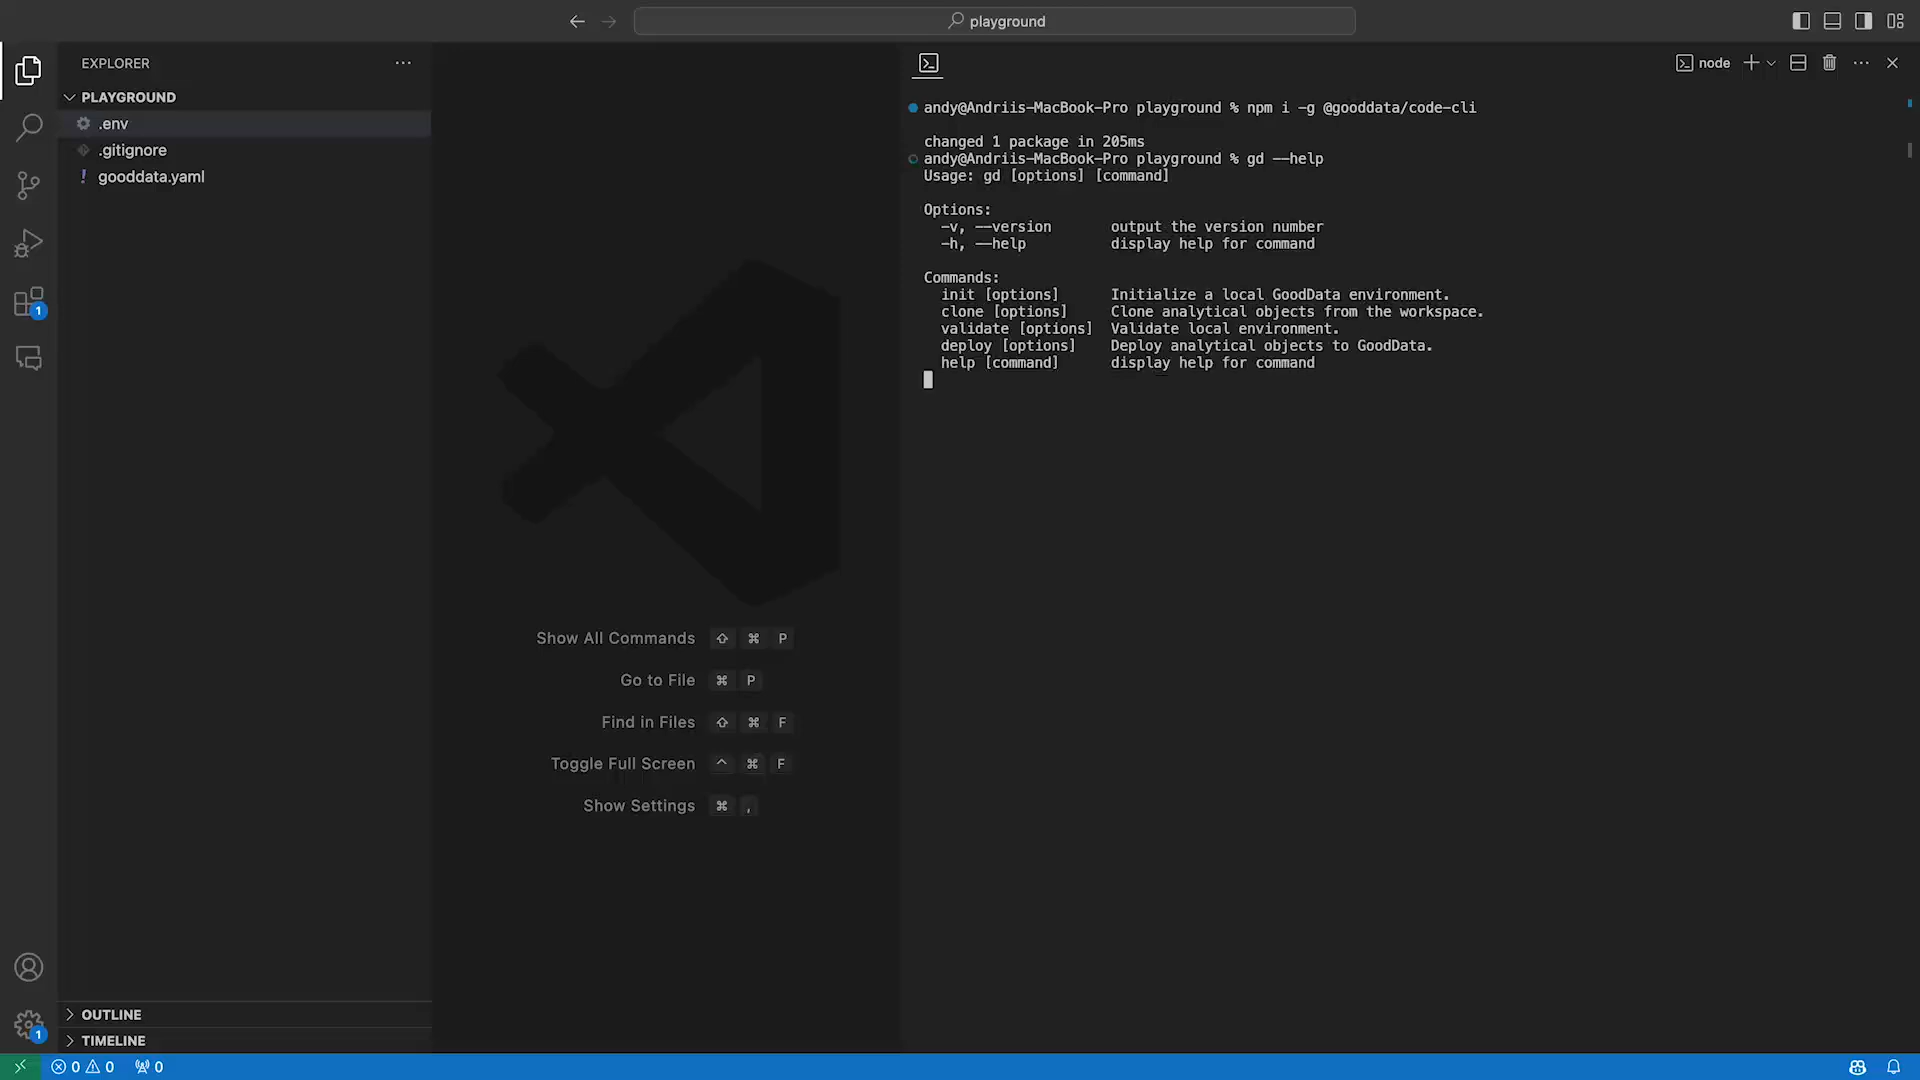 playground
EXPLORER
PLAYGROUND
.env
.gitignore
! gooddata.yaml
OUTLINE
TIMELINE
1
1
Show All Commands ⇧ ⌘ P
Go to File ⌘ P
Find in Files ⇧ ⌘ F
Toggle Full Screen ^ ⌘ F
Show Settings ⌘ ,
node
andy@Andriis-MacBook-Pro playground % npm i -g @gooddata/code-cli
changed 1 package in 205ms
andy@Andriis-MacBook-Pro playground % gd --help
Usage: gd [options] [command]
Options:
-v, --version output the version number
-h, --help display help for command
Commands:
init [options] Initialize a local GoodData environment.
clone [options] Clone analytical objects from the workspace.
validate [options] Validate local environment.
deploy [options] Deploy analytical objects to GoodData.
help [command] display help for command
0 0 0